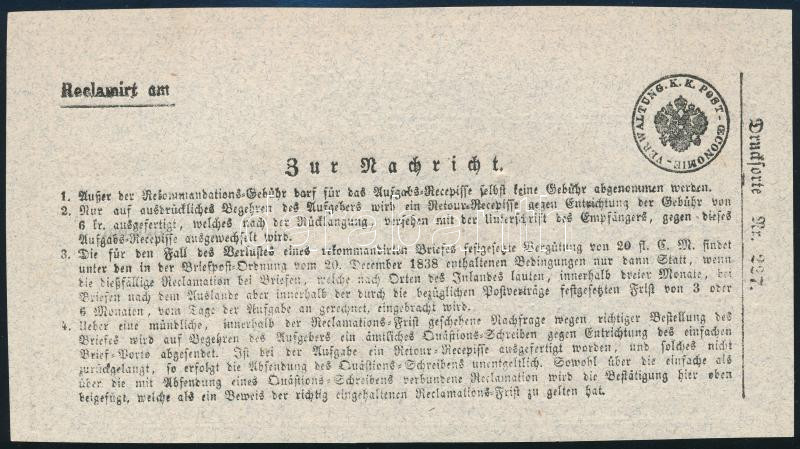 Reclamirt am
K. K. POST-ŒCONOMIE-VERWALTUNG.
Zur Nachricht.
1. Außer der Rekommandations-Gebühr darf für das Aufgabs-Recepisse selbst keine Gebühr abgenommen werden.
2. Nur auf ausdrückliches Begehren des Aufgebers wird ein Retour-Recepisse gegen Entrichtung der Gebühr von
6 kr. ausgefertigt, welches nach der Rücklangung, versehen mit der Unterschrift des Empfängers, gegen dieses
Aufgabs-Recepisse ausgewechselt wird.
3. Die für den Fall des Verlustes eines rekommandirten Briefes festgesetzte Vergütung von 20 fl. C. M. findet
unter den in der Briefpost-Ordnung vom 20. December 1838 enthaltenen Bedingungen nur dann Statt, wenn
die dießfällige Reclamation bei Briefen, welche nach Orten des Inlandes lauten, innerhalb dreier Monate, bei
Briefen nach dem Auslande aber innerhalb der durch die bezüglichen Postverträge festgesetzten Frist von 3 oder
6 Monaten, vom Tage der Aufgabe an gerechnet, eingebracht wird.
4. Ueber eine mündliche, innerhalb der Reclamations-Frist geschehene Nachfrage wegen richtiger Bestellung des
Briefes wird auf Begehren des Aufgebers ein ämtliches Quästions-Schreiben gegen Entrichtung des einfachen
Brief-Porto abgesendet. Ist bei der Aufgabe ein Retour-Recepisse ausgefertigt worden, und solches nicht
zurückgelangt, so erfolgt die Absendung des Quästions-Schreibens unentgeltlich. Sowohl über die einfache als
über die mit Absendung eines Quästions-Schreibens verbundene Reclamation wird die Bestätigung hier oben
beigefügt, welche als ein Beweis der richtig eingehaltenen Reclamations-Frist zu gelten hat.
Drucksorte Nr. 237.